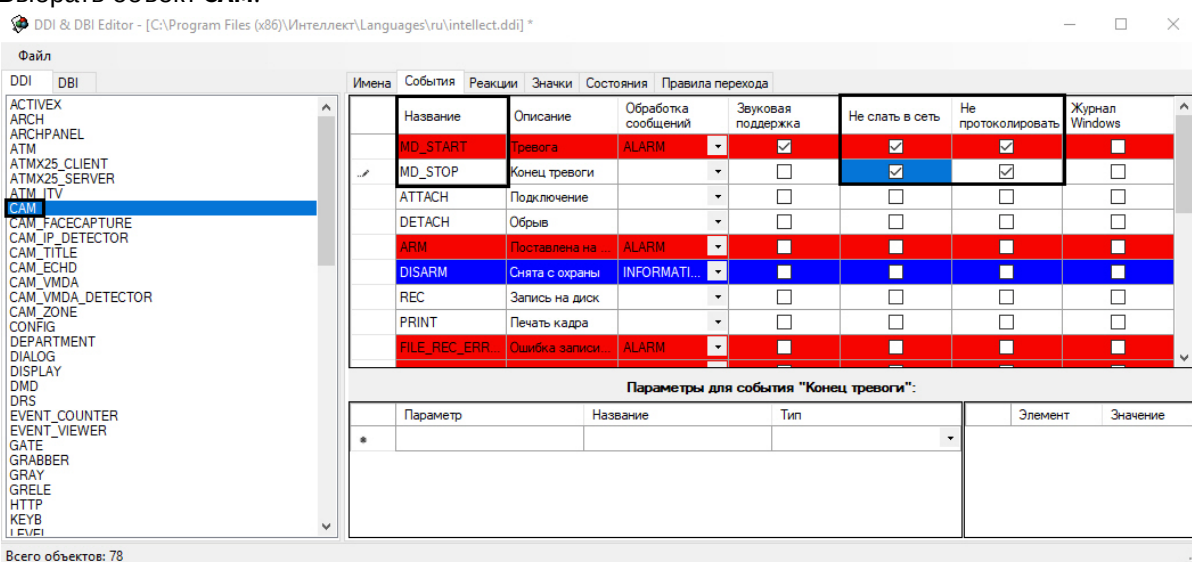 Выбрать объект CAM.
DDI & DBI Editor - [C:\Program Files (x86)\Интеллект\Languages\ru\intellect.ddi] *
Файл
DDI DBI
ACTIVEX
ARCH
ARCHPANEL
ATM
ATMX25_CLIENT
ATMX25_SERVER
ATM_ITV
CAM
CAM_FACECAPTURE
CAM_IP_DETECTOR
CAM_TITLE
CAM_ECHD
CAM_VMDA
CAM_VMDA_DETECTOR
CAM_ZONE
CONFIG
DEPARTMENT
DIALOG
DISPLAY
DMD
DRS
EVENT_COUNTER
EVENT_VIEWER
GATE
GRABBER
GRAY
GRELE
HTTP
KEYB
LEVEL
Имена События Реакции Значки Состояния Правила перехода
Название Описание Обработка сообщений Звуковая поддержка Не слать в сеть Не протоколировать Журнал Windows
MD_START Тревога ALARM
MD_STOP Конец тревоги
ATTACH Подключение
DETACH Обрыв
ARM Поставлена на ... ALARM
DISARM Снята с охраны INFORMATI...
REC Запись на диск
PRINT Печать кадра
FILE_REC_ERR... Ошибка записи... ALARM
Параметры для события "Конец тревоги":
Параметр Название Тип Элемент Значение
Всего объектов: 78